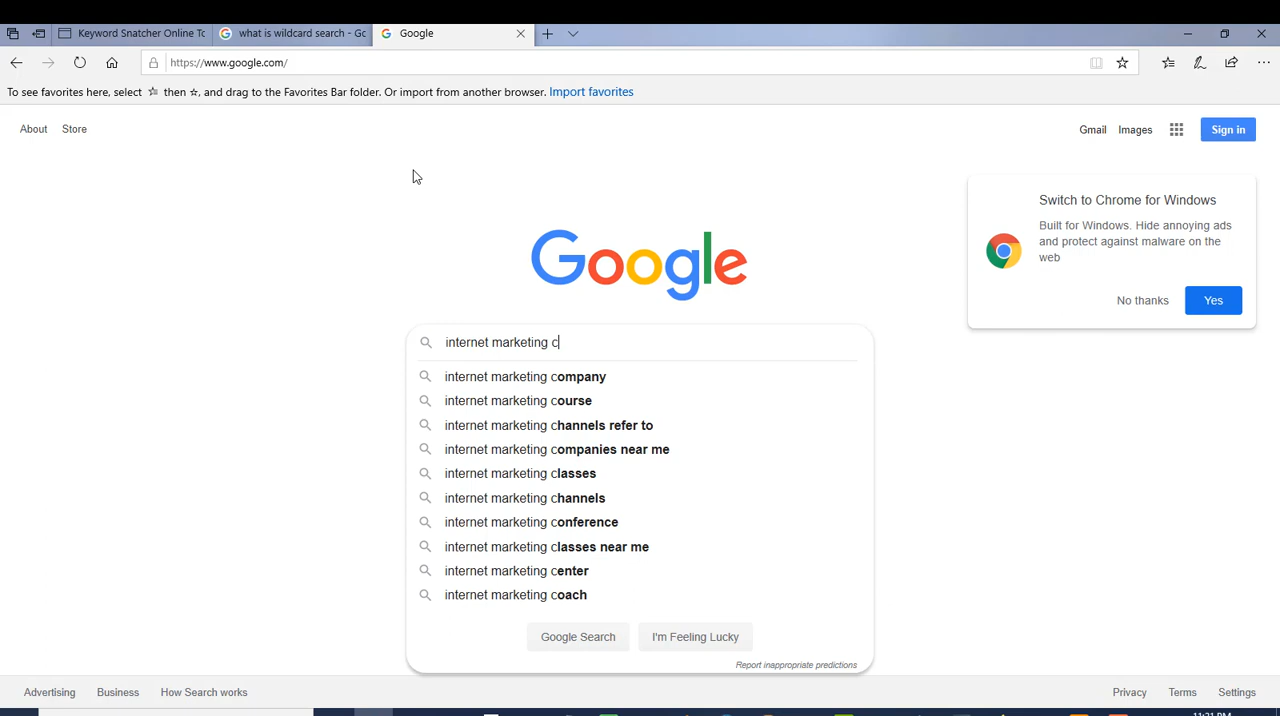 Keyword Snatcher Online To
what is wildcard search - Go
Google
https://www.google.com/
To see favorites here, select then ☆, and drag to the Favorites Bar folder. Or import from another browser. Import favorites
About Store
Gmail Images Sign in
Switch to Chrome for Windows
Built for Windows. Hide annoying ads
and protect against malware on the
web
No thanks Yes
Google
internet marketing c
internet marketing company
internet marketing course
internet marketing channels refer to
internet marketing companies near me
internet marketing classes
internet marketing channels
internet marketing conference
internet marketing classes near me
internet marketing center
internet marketing coach
Google Search I'm Feeling Lucky
Report inappropriate predictions
Advertising Business How Search works
Privacy Terms Settings